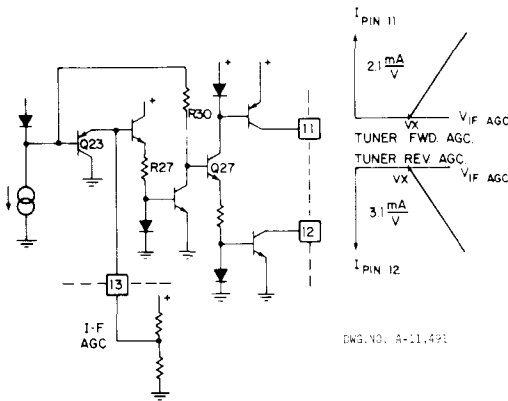 I PIN 11
2.1 mA/V
V IF AGC
VX
TUNER FWD. AGC.
TUNER REV. AGC.
VX
V IF AGC
3.1 mA/V
I PIN 12
+
+
+
+
R30
Q23
11
R27
Q27
12
13
+
I-F
AGC
DWG. NO. A-11,491